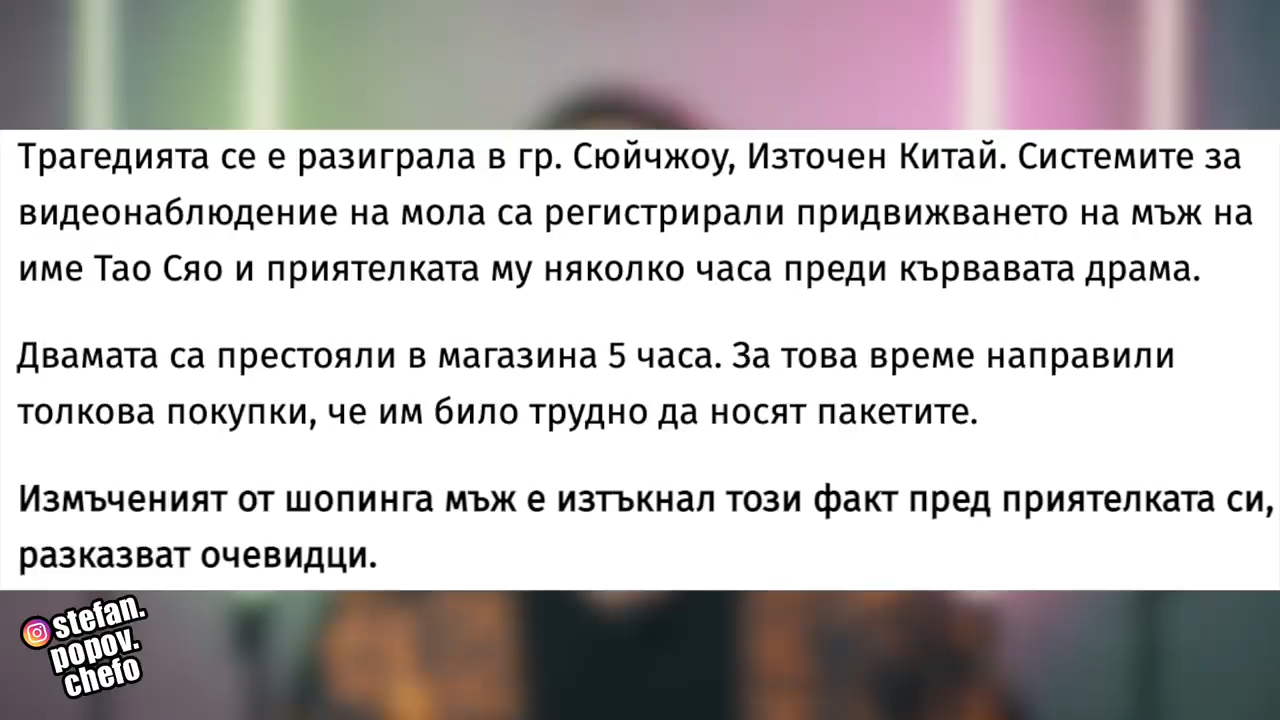 Трагедията се е разиграла в гр. Сюйчжоу, Източен Китай. Системите за
видеонаблюдение на мола са регистрирали придвижването на мъж на
име Тао Сяо и приятелката му няколко часа преди кървавата драма.
Двамата са престояли в магазина 5 часа. За това време направили
толкова покупки, че им било трудно да носят пакетите.
Измъченият от шопинга мъж е изтъкнал този факт пред приятелката си,
разказват очевидци.
stefan.
popov.
chefo